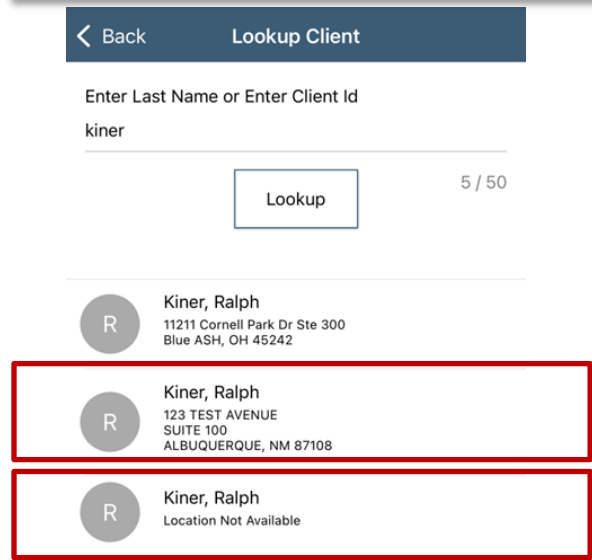 Back
Lookup Client
Enter Last Name or Enter Client Id
kiner
Lookup
5 / 50
R
Kiner, Ralph
11211 Cornell Park Dr Ste 300
Blue ASH, OH 45242
R
Kiner, Ralph
123 TEST AVENUE
SUITE 100
ALBUQUERQUE, NM 87108
R
Kiner, Ralph
Location Not Available